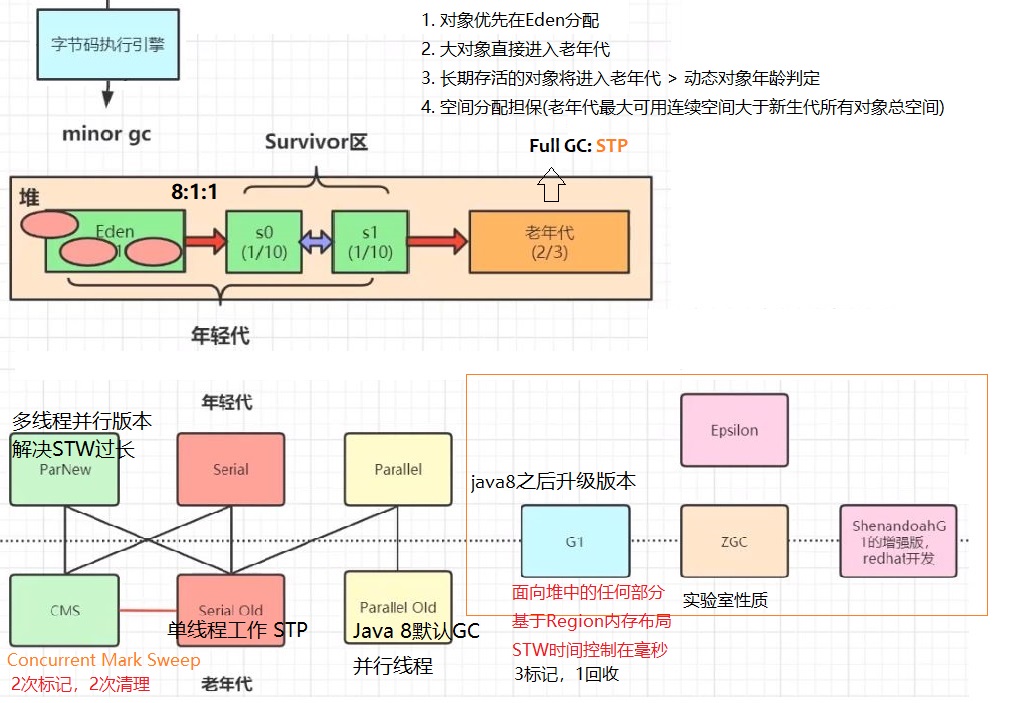 字节码执行引擎
minor gc
1. 对象优先在Eden分配
2. 大对象直接进入老年代
3. 长期存活的对象将进入老年代 > 动态对象年龄判定
4. 空间分配担保(老年代最大可用连续空间大于新生代所有对象总空间)
Survivor区
Full GC: STP
堆
8:1:1
Eden
s0
(1/10)
s1
(1/10)
老年代
(2/3)
年轻代
年轻代
多线程并行版本
解决STW过长
ParNew
Serial
Parallel
CMS
Serial Old
单线程工作 STP
Parallel Old
Java 8默认GC
并行线程
Concurrent Mark Sweep
2次标记，2次清理
老年代
java8之后升级版本
Epsilon
G1
ZGC
ShenandoahG
1的增强版，
redhat开发
面向堆中的任何部分
基于Region内存布局
STW时间控制在毫秒
3标记，1回收
实验室性质